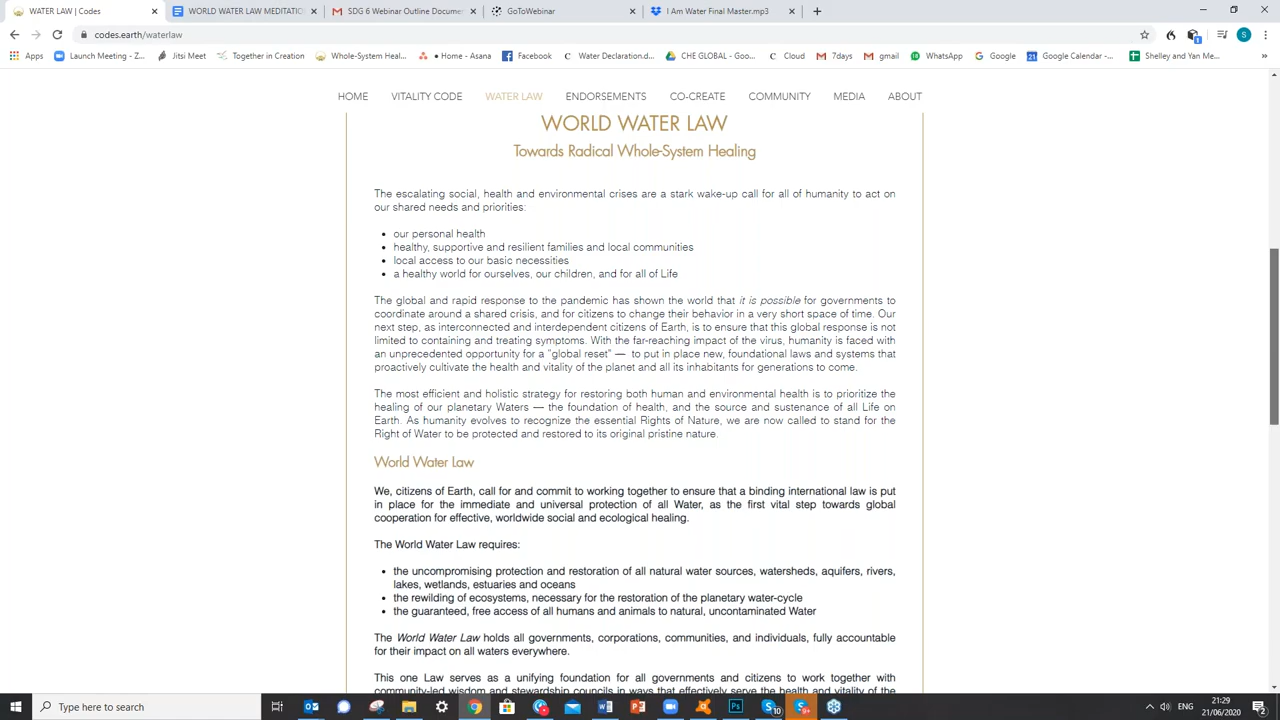 WATER LAW | Codes
WORLD WATER LAW MEDITATIC
SDG 6 Webinar Outline Documen
GoToWebinar
I Am Water Final Master.mp3
codes.earth/waterlaw
S
Apps
Launch Meeting - Z...
Jitsi Meet
Together in Creation
Whole-System Heal...
• Home - Asana
Facebook
Water Declaration.d...
CHE GLOBAL - Goo...
Cloud
7days
gmail
WhatsApp
Google
Google Calendar -...
Shelley and Yan Me...
HOME VITALITY CODE WATER LAW ENDORSEMENTS CO-CREATE COMMUNITY MEDIA ABOUT
WORLD WATER LAW
Towards Radical Whole-System Healing
The escalating social, health and environmental crises are a stark wake-up call for all of humanity to act on
our shared needs and priorities:
• our personal health
• healthy, supportive and resilient families and local communities
• local access to our basic necessities
• a healthy world for ourselves, our children, and for all of Life
The global and rapid response to the pandemic has shown the world that it is possible for governments to
coordinate around a shared crisis, and for citizens to change their behavior in a very short space of time. Our
next step, as interconnected and interdependent citizens of Earth, is to ensure that this global response is not
limited to containing and treating symptoms. With the far-reaching impact of the virus, humanity is faced with
an unprecedented opportunity for a "global reset" — to put in place new, foundational laws and systems that
proactively cultivate the health and vitality of the planet and all its inhabitants for generations to come.
The most efficient and holistic strategy for restoring both human and environmental health is to prioritize the
healing of our planetary Waters — the foundation of health, and the source and sustenance of all Life on
Earth. As humanity evolves to recognize the essential Rights of Nature, we are now called to stand for the
Right of Water to be protected and restored to its original pristine nature.
World Water Law
We, citizens of Earth, call for and commit to working together to ensure that a binding international law is put
in place for the immediate and universal protection of all Water, as the first vital step towards global
cooperation for effective, worldwide social and ecological healing.
The World Water Law requires:
• the uncompromising protection and restoration of all natural water sources, watersheds, aquifers, rivers,
lakes, wetlands, estuaries and oceans
• the rewilding of ecosystems, necessary for the restoration of the planetary water-cycle
• the guaranteed, free access of all humans and animals to natural, uncontaminated Water
The World Water Law holds all governments, corporations, communities, and individuals, fully accountable
for their impact on all waters everywhere.
This one Law serves as a unifying foundation for all governments and citizens to work together with
community-led wisdom and stewardship councils in ways that effectively serve the health and vitality of the
Type here to search
ENG
21:29
21/06/2020